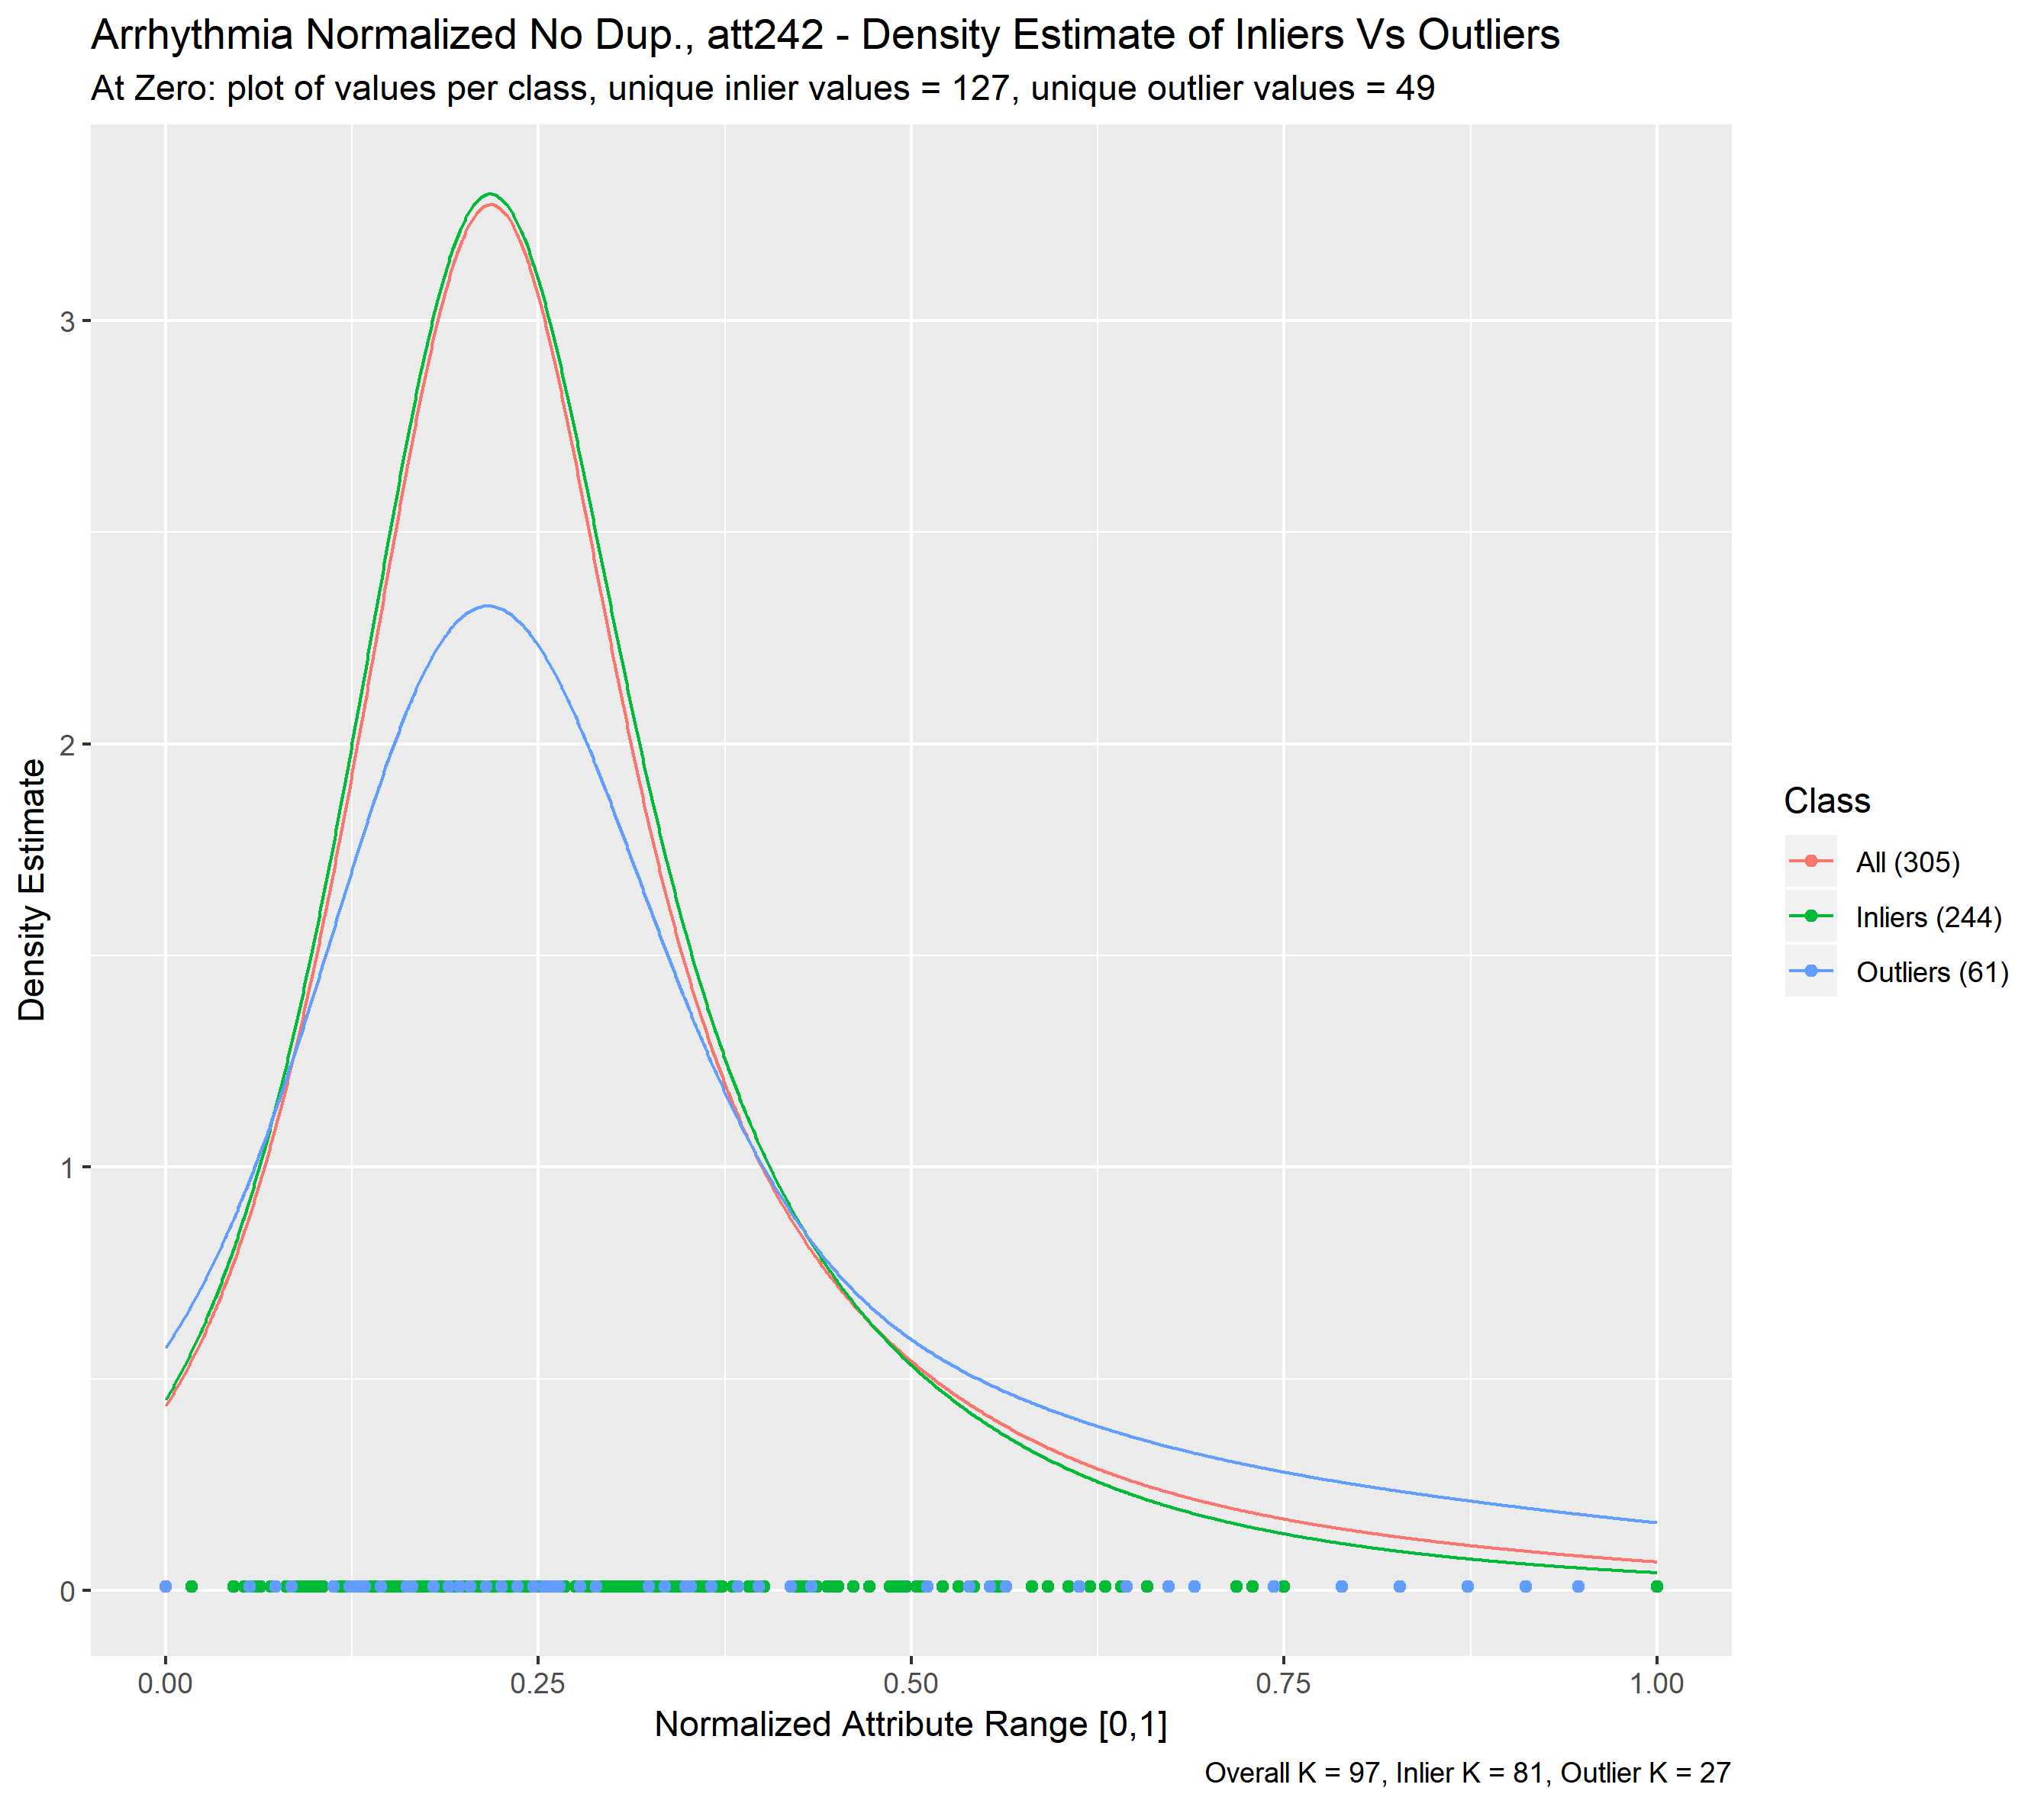 Arrhythmia Normalized No Dup., att242 - Density Estimate of Inliers Vs Outliers
At Zero: plot of values per class, unique inlier values = 127, unique outlier values = 49
Density Estimate
3
2
1
0
0.00 0.25 0.50 0.75 1.00
Normalized Attribute Range [0,1]
Class
All (305)
Inliers (244)
Outliers (61)
Overall K = 97, Inlier K = 81, Outlier K = 27